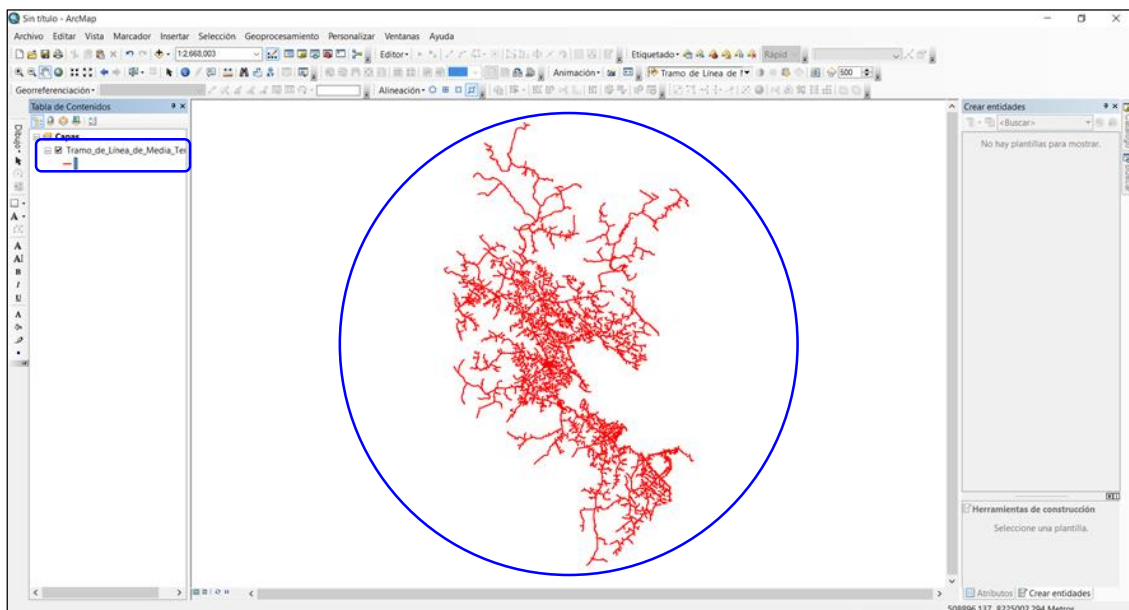 Sin título - ArcMap
Archivo Editar Vista Marcador Insertar Selección Geoprocesamiento Personalizar Ventanas Ayuda
1:2.668.003 Editor Etiquetado Rápid
Animación Tramo de Línea de 500
Georreferenciación Alineación
Tabla de Contenidos
Capas
Tramo_de_Línea_de_Media_Te
Dibujo
Crear entidades
<Buscar>
No hay plantillas para mostrar.
Herramientas de construcción
Seleccione una plantilla.
Atributos Crear entidades
508896,137 8225002,294 Metros